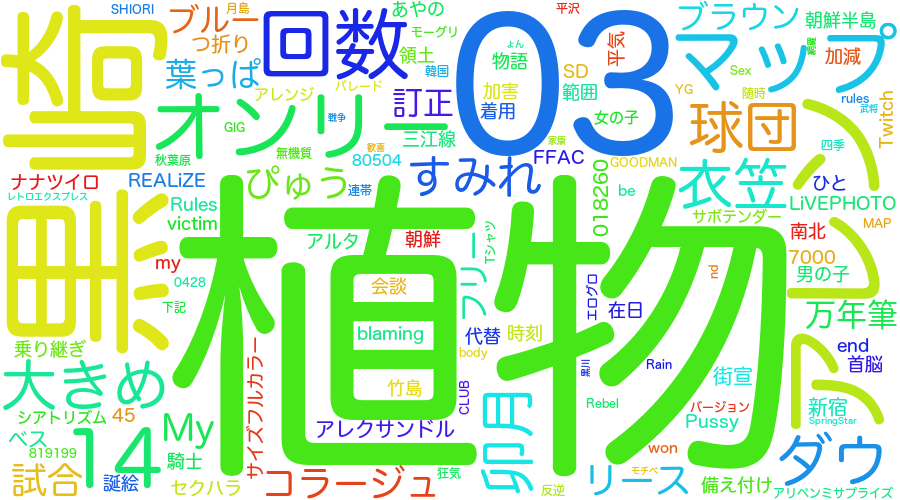 SHIORI
月島
ブルー
つ折り
あやの
モーグリ
領土
回数
03
平沢
平気
ブラウン
朝鮮半島
網羅
葉っぱ
韓国
物語
ょん
SD
マップ
加減
崎
アレンジ
パレード
加害
範囲
YG
Sex
随時
rules
武将
Twitch
オンリー
訂正
着用
女の子
球団
GIG
戦争
三江線
家康
四季
秋葉原
無機質
歓喜
80504
FFAC
GOODMAN
ナナツイロ
REALiZE
連帯
すみれ
衣笠
ひと
レトロエクスプレス
ぴゅう
018260
be
LiVEPHOTO
Rules
victim
植物
サボテンダー
MAP
黒
アルタ
朝鮮
フリー
Tシャツ
南北
ファン
my
7000
0428
会談
nd
男の子
下記
エログロ
在日
万年筆
blaming
代替
時刻
乗り継ぎ
body
黒川
Rain
end
首脳
大きめ
サイズフルカラー
竹島
CLUB
街宣
シアトリズム
45
My
アレクサンドル
卯月
Rebel
バージョン
新宿
SpringStar
ベス
14
Pussy
819199
騎士
won
ダウ
試合
誕絵
コラージュ
狂気
リース
モチベ
備え付け
セクハラ
反逆
アリペンミサプライズ